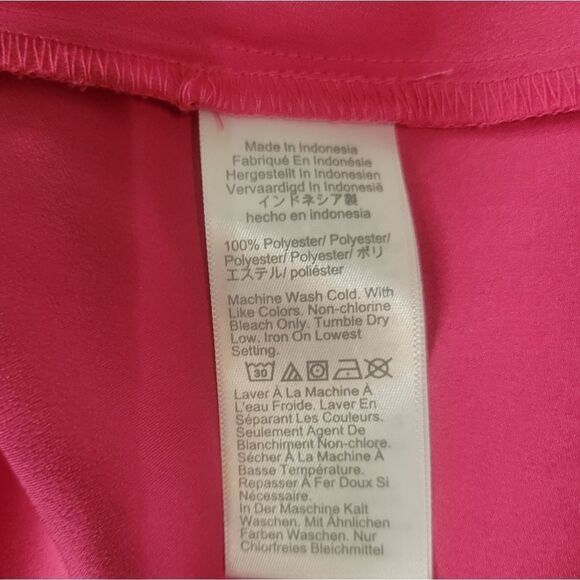 Made In Indonesia
Fabriqué En Indonésie
Hergestellt In Indonesien
Vervaardigd In Indonesië
インドネシア製
hecho en indonesia
100% Polyester/ Polyester/
Polyester/ Polyester/ ポリ
エステル/ poliéster
Machine Wash Cold. With
Like Colors. Non-chlorine
Bleach Only. Tumble Dry
Low. Iron On Lowest
Setting.
30
Laver À La Machine À
L'eau Froide. Laver En
Séparant Les Couleurs.
Seulement Agent De
Blanchiment Non-chlore.
Sécher À La Machine À
Basse Température.
Repasser À Fer Doux Si
Nécessaire.
In Der Maschine Kalt
Waschen. Mit Ähnlichen
Farben Waschen. Nur
Chlorfreies Bleichmittel